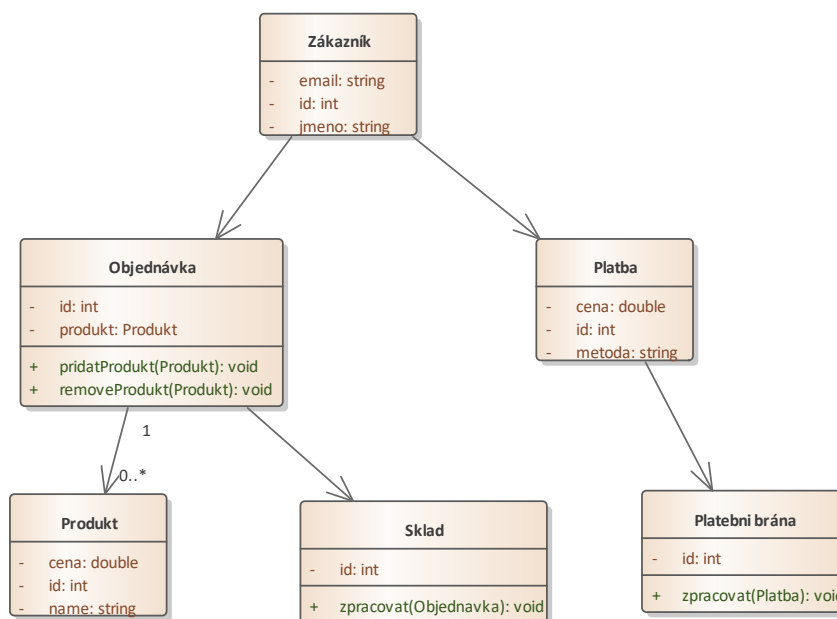 Zákazník
- email: string
- id: int
- jmeno: string
Objednávka
- id: int
- produkt: Produkt
+ pridatProdukt(Produkt): void
+ removeProdukt(Produkt): void
Platba
- cena: double
- id: int
- metoda: string
1
0..*
Produkt
- cena: double
- id: int
- name: string
Sklad
- id: int
+ zpracovat(Objednavka): void
Platebni brána
- id: int
+ zpracovat(Platba): void